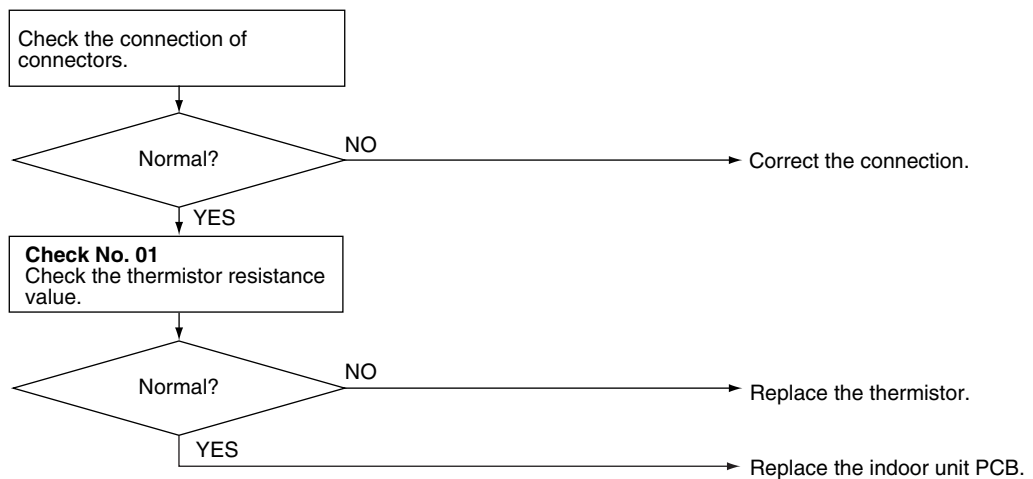 Check the connection of
connectors.
Normal?
NO
Correct the connection.
YES
Check No. 01
Check the thermistor resistance
value.
Normal?
NO
Replace the thermistor.
YES
Replace the indoor unit PCB.